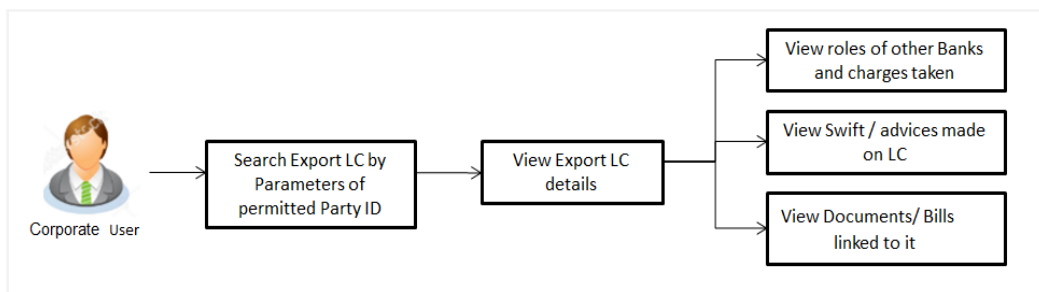 Corporate User
Search Export LC by
Parameters of
permitted Party ID
View Export LC
details
View roles of other Banks
and charges taken
View Swift / advices made
on LC
View Documents/ Bills
linked to it